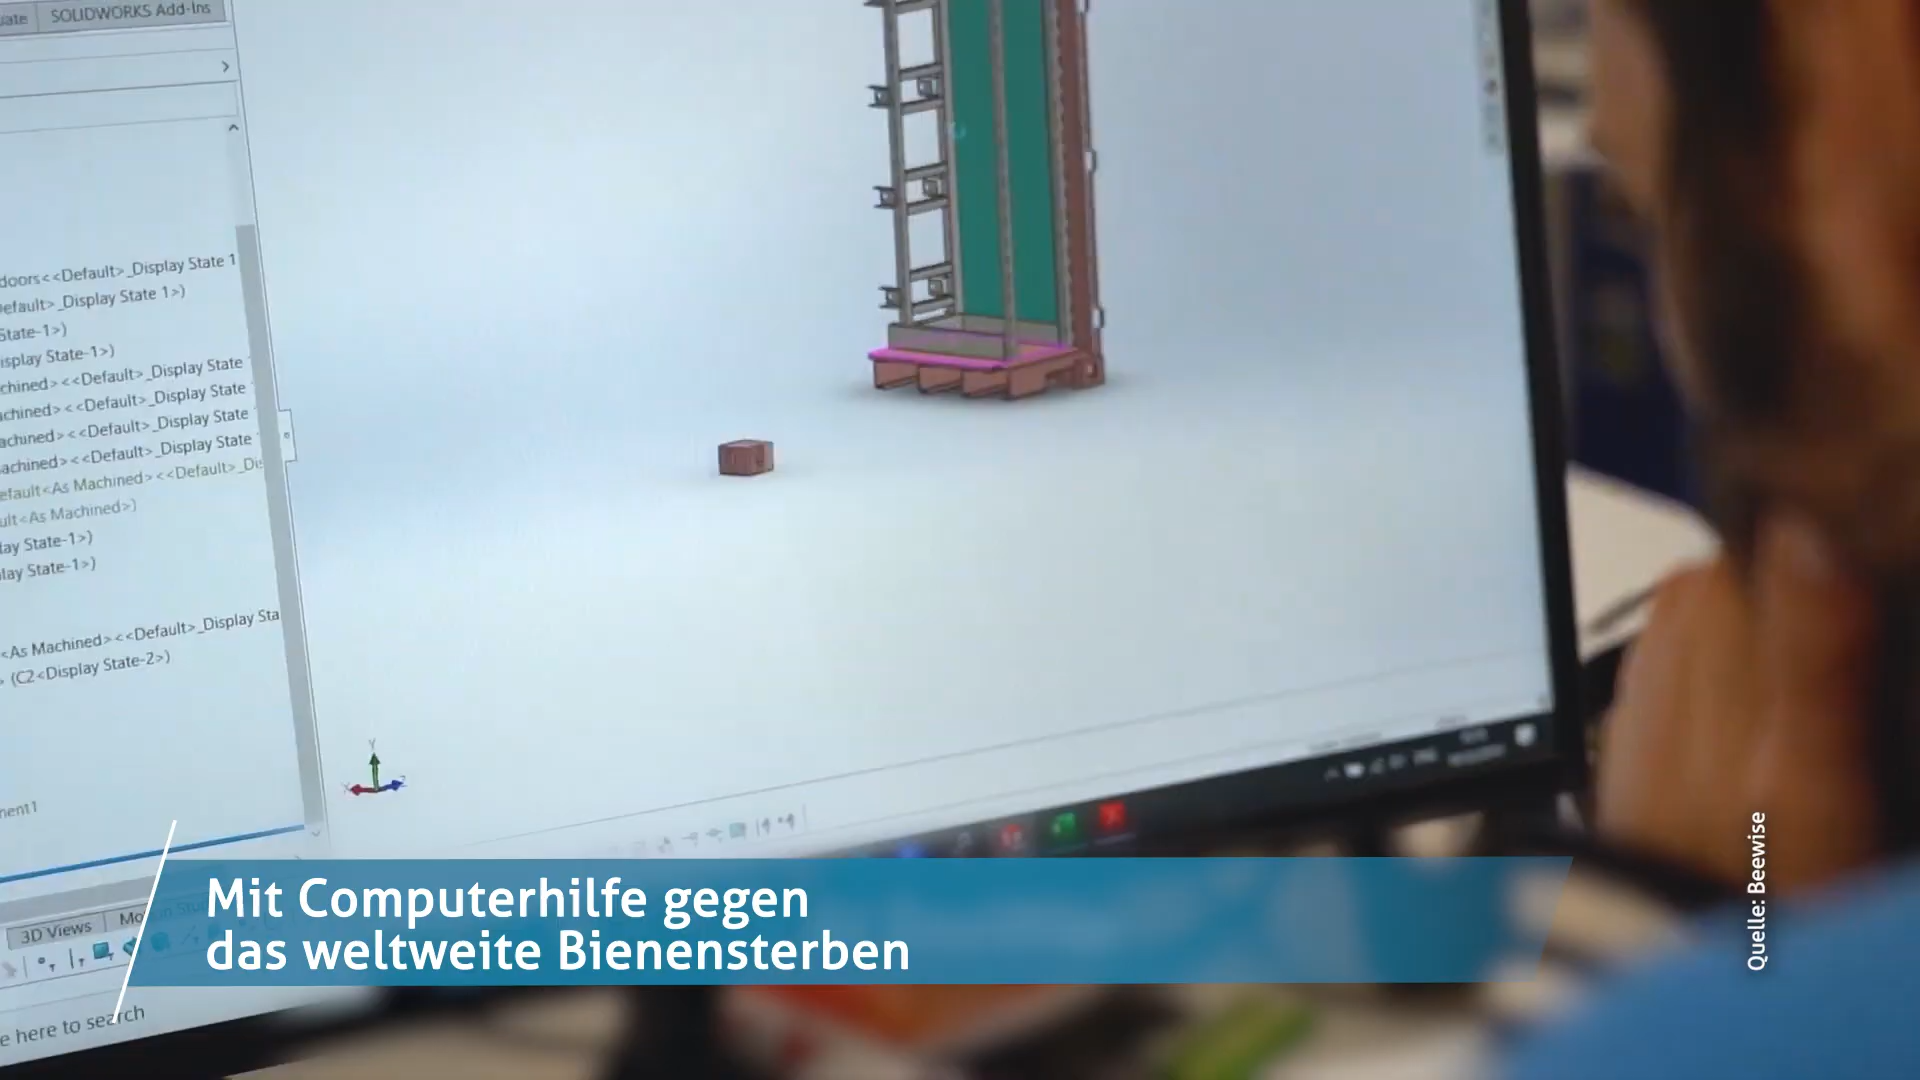 SOLIDWORKS Add-Ins
doors<<Default>_Display State 1
efault>_Display State 1>)
State-1>)
isplay State-1>)
achined><<Default>_Display State
achined><<Default>_Display State
achined><<Default>_Display State
achined><<Default>_Display State
efault<As Machined><<Default>_Dis
ult<As Machined>)
lay State-1>)
lay State-1>)
<As Machined><<Default>_Display Sta
(C2<Display State-2>)
ment1
Y
3D Views
e here to search
Mit Computerhilfe gegen
das weltweite Bienensterben
Quelle: Beewise